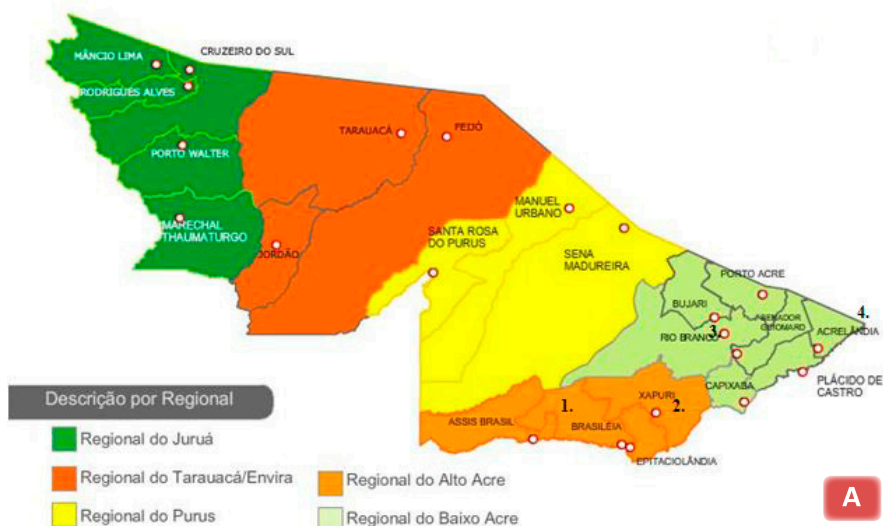 CRUZEIRO DO SUL
MÂNCIO LIMA
RODRIGUES ALVES
TARAUACÁ
FEIJÓ
PORTO WALTER
MANUEL
URBANO
MARECHAL
THAUMATURGO
SANTA ROSA
DO PURUS
JORDÃO
SENA
MADUREIRA
PORTO ACRE
BUJARI
4.
SENADOR
GUIOMARD
3.
RIO BRANCO
ACRELÂNDIA
PLÁCIDO DE
CASTRO
CAPIXABA
XAPURI
1.
2.
ASSIS BRASIL
BRASILÉIA
EPITACIOLÂNDIA
Descrição por Regional
Regional do Juruá
Regional do Tarauacá/Envira
Regional do Purus
Regional do Alto Acre
Regional do Baixo Acre
A